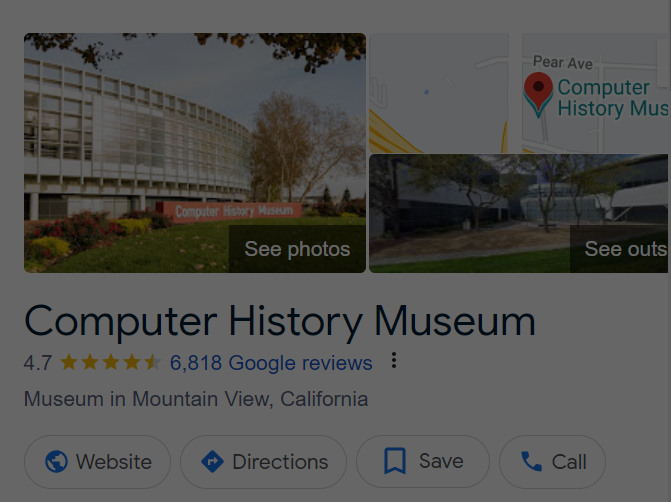 Pear Ave
Computer
History Mus
Computer History Museum
See photos
See outs
Computer History Museum
4.7 6,818 Google reviews
Museum in Mountain View, California
Website Directions Save Call